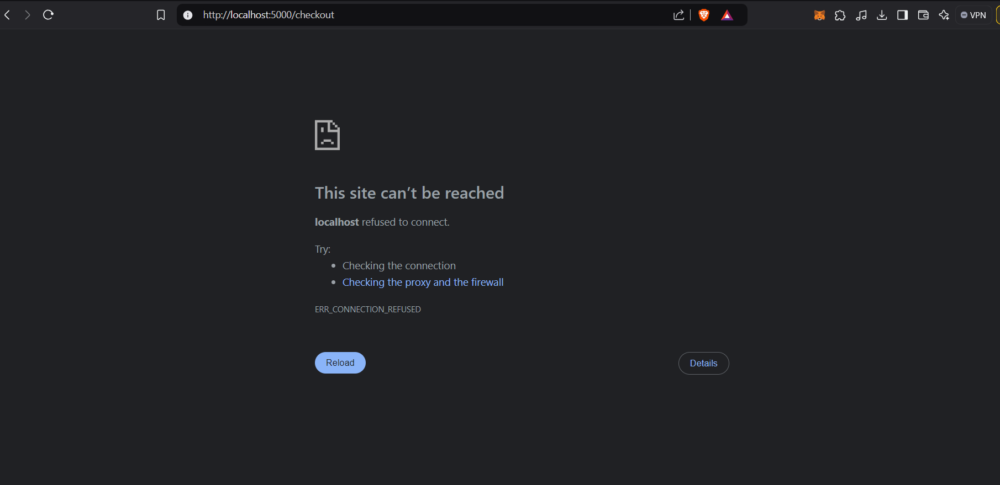 http://localhost:5000/checkout
VPN
This site can’t be reached
localhost refused to connect.
Try:
Checking the connection
Checking the proxy and the firewall
ERR_CONNECTION_REFUSED
Reload
Details